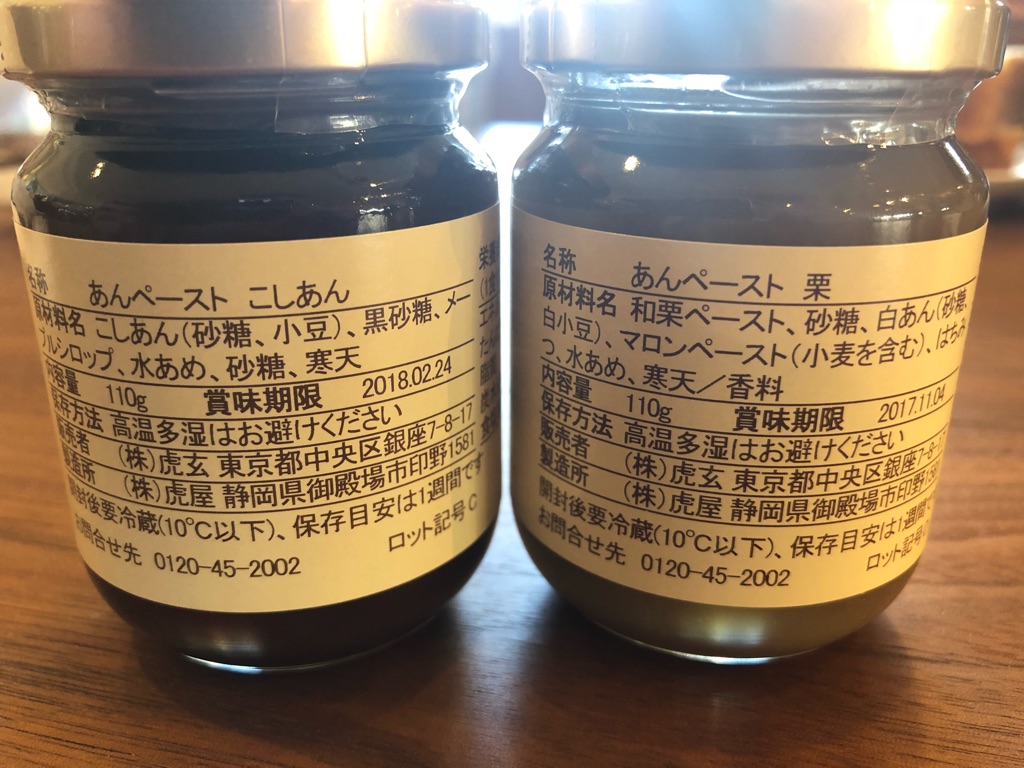 名称 あんペースト こしあん
原材料名 こしあん(砂糖、小豆)、黒砂糖、メー
プルシロップ、水あめ、砂糖、寒天
内容量 110g 賞味期限 2018.02.24
保存方法 高温多湿はお避けください
販売者 (株)虎玄 東京都中央区銀座7-8-17
製造所 (株)虎屋 静岡県御殿場市印野1581
開封後要冷蔵(10℃以下)、保存目安は1週間です
お問合せ先 0120-45-2002 ロット記号 C
名称 あんペースト 栗
原材料名 和栗ペースト、砂糖、白あん(砂糖、
白小豆)、マロンペースト(小麦を含む)、はちみ
つ、水あめ、寒天/香料
内容量 110g 賞味期限 2017.11.04
保存方法 高温多湿はお避けください
販売者 (株)虎玄 東京都中央区銀座7-8-
製造所 (株)虎屋 静岡県御殿場市印野
開封後要冷蔵(10℃以下)、保存目安は1週間で
お問合せ先 0120-45-2002 ロット記号